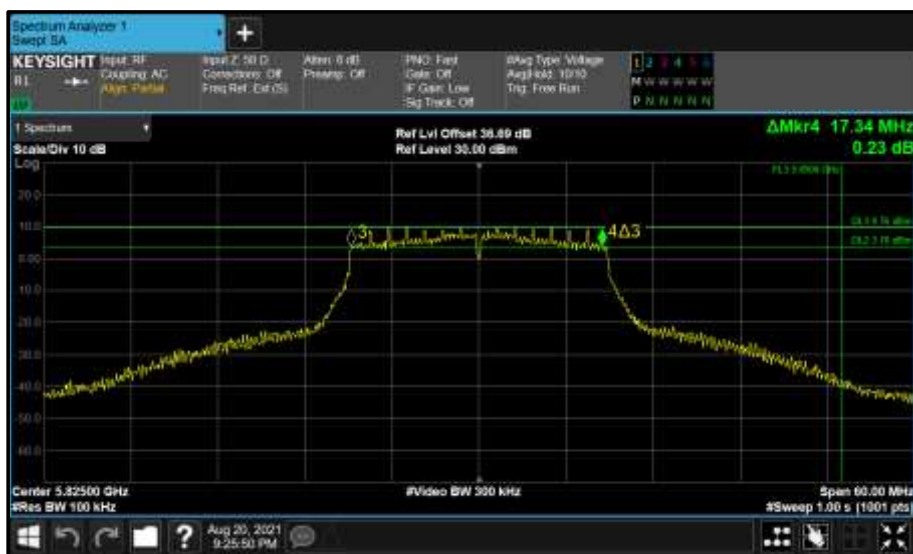 Spectrum Analyzer 1
Swept SA
+
KEYSIGHT
Input: RF
Coupling: AC
Align: Partial
Input Z: 50 Ω
Corrections: Off
Freq Ref: Ext (S)
Atten: 0 dB
Preamp: Off
PNO: Fast
Gate: Off
IF Gain: Low
Sig Track: Off
#Avg Type: Voltage
Avg|Hold: 10/10
Trig: Free Run
1 2 3 4 5 6
M W W W W W
P N N N N N
1 Spectrum
Scale/Div 10 dB
Ref Lvl Offset 36.69 dB
Ref Level 30.00 dBm
ΔMkr4 17.34 MHz
0.23 dB
Log
20.0
10.0
0.00
-10.0
-20.0
-30.0
-40.0
-50.0
-60.0
3
4Δ3
Center 5.82500 GHz
#Res BW 100 kHz
#Video BW 300 kHz
Span 60.00 MHz
#Sweep 1.00 s (1001 pts)
?
Aug 20, 2021
9:25:50 PM